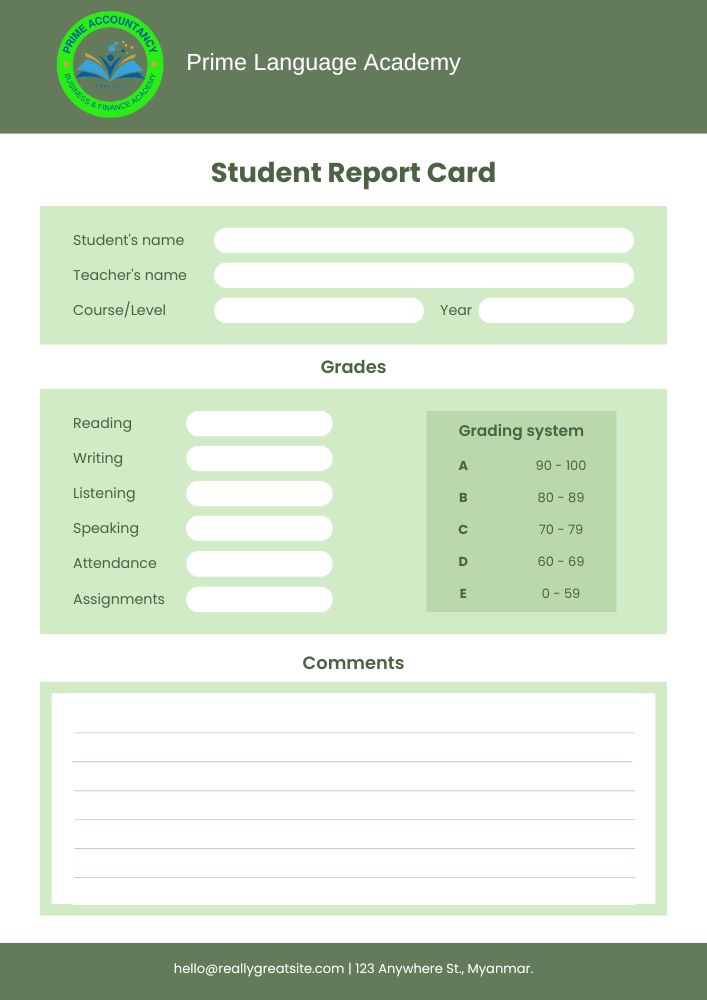 PRIME ACCOUNTANCY
BUSINESS & FINANCE ACADEMY
Prime Language Academy
Student Report Card
Student's name
Teacher's name
Course/Level Year
Grades
Reading
Writing
Listening
Speaking
Attendance
Assignments
Grading system
A 90 - 100
B 80 - 89
C 70 - 79
D 60 - 69
E 0 - 59
Comments
hello@reallygreatsite.com | 123 Anywhere St., Myanmar.